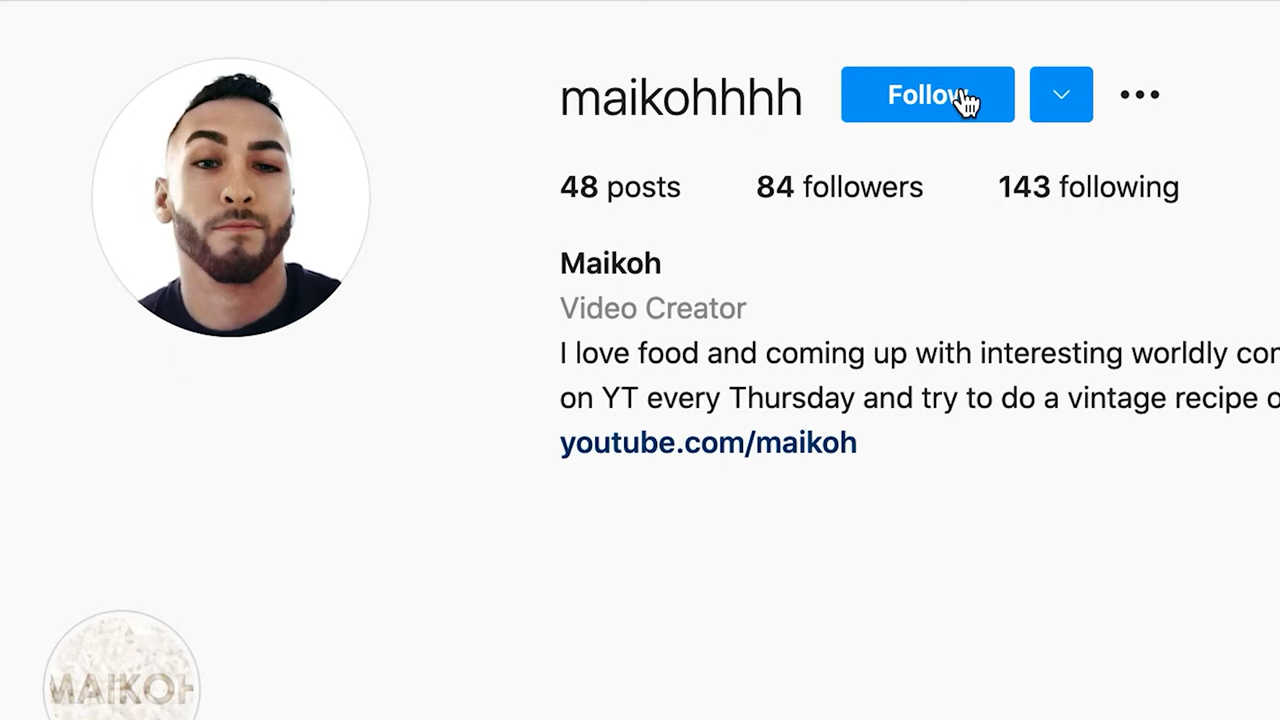 maikohhhh Follow
48 posts 84 followers 143 following
Maikoh
Video Creator
I love food and coming up with interesting worldly
on YT every Thursday and try to do a vintage recipe
youtube.com/maikoh
MAIKOH